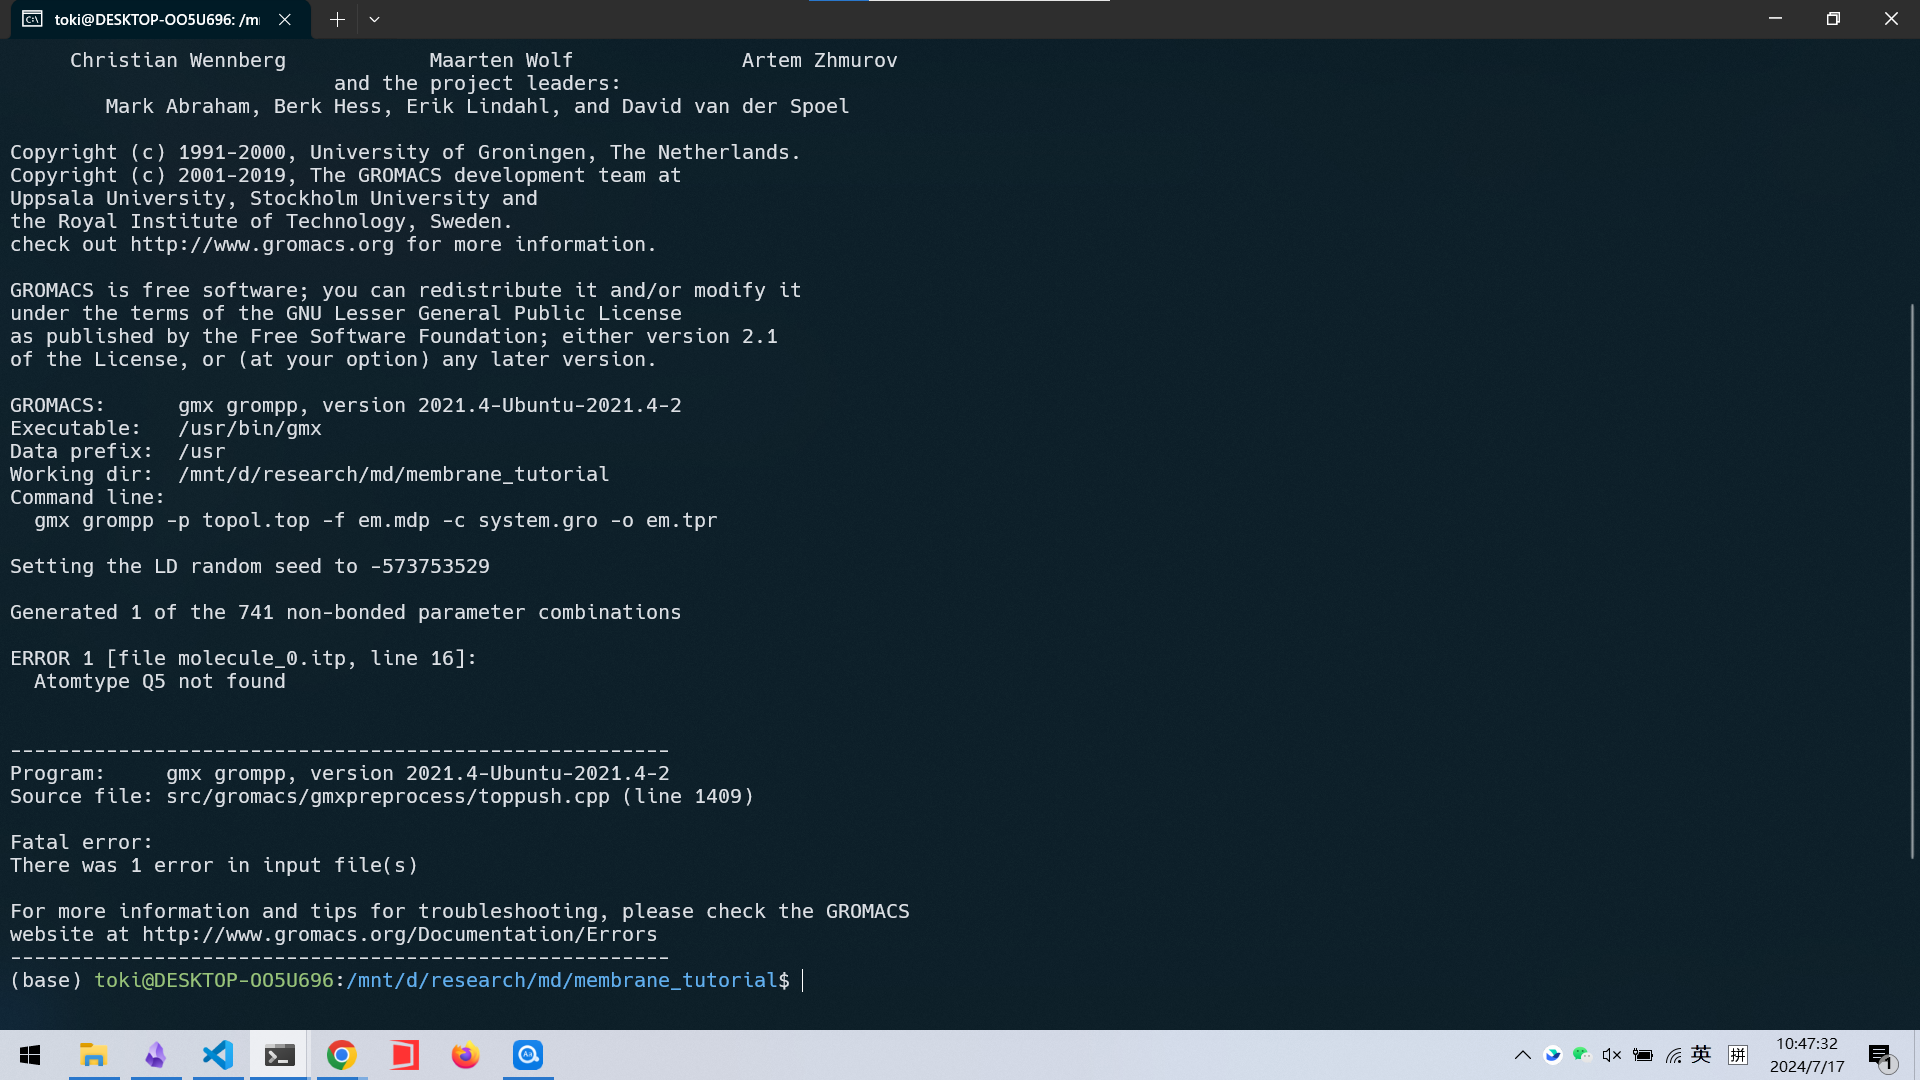 toki@DESKTOP-OO5U696: /m
Christian Wennberg Maarten Wolf Artem Zhmurov
and the project leaders:
Mark Abraham, Berk Hess, Erik Lindahl, and David van der Spoel
Copyright (c) 1991-2000, University of Groningen, The Netherlands.
Copyright (c) 2001-2019, The GROMACS development team at
Uppsala University, Stockholm University and
the Royal Institute of Technology, Sweden.
check out http://www.gromacs.org for more information.
GROMACS is free software; you can redistribute it and/or modify it
under the terms of the GNU Lesser General Public License
as published by the Free Software Foundation; either version 2.1
of the License, or (at your option) any later version.
GROMACS: gmx grompp, version 2021.4-Ubuntu-2021.4-2
Executable: /usr/bin/gmx
Data prefix: /usr
Working dir: /mnt/d/research/md/membrane_tutorial
Command line:
gmx grompp -p topol.top -f em.mdp -c system.gro -o em.tpr
Setting the LD random seed to -573753529
Generated 1 of the 741 non-bonded parameter combinations
ERROR 1 [file molecule_0.itp, line 16]:
Atomtype Q5 not found
-------------------------------------------------------
Program: gmx grompp, version 2021.4-Ubuntu-2021.4-2
Source file: src/gromacs/gmxpreprocess/toppush.cpp (line 1409)
Fatal error:
There was 1 error in input file(s)
For more information and tips for troubleshooting, please check the GROMACS
website at http://www.gromacs.org/Documentation/Errors
-------------------------------------------------------
(base) toki@DESKTOP-OO5U696:/mnt/d/research/md/membrane_tutorial$
英 拼 10:47:32
2024/7/17
1